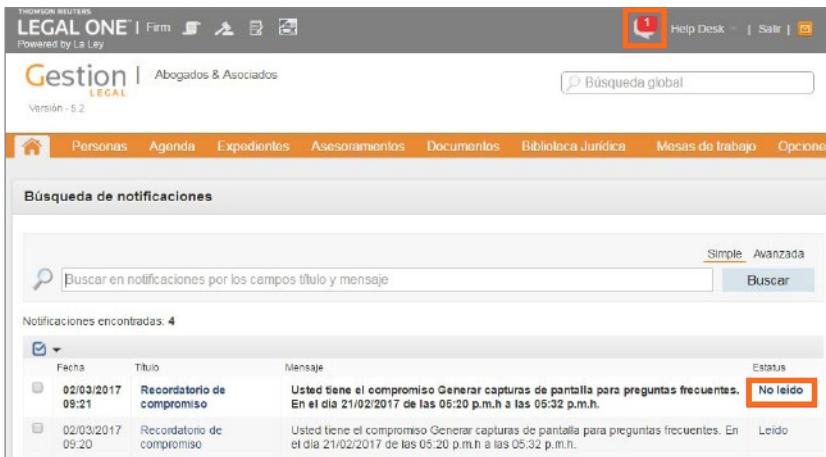 THOMSON REUTERS
LEGAL ONE™ | Firm
Powered by La Ley
1
Help Desk | Salir |
Gestion | Abogados & Asociados
LEGAL
Versión - 5.2
Búsqueda global
Personas Agenda Expedientes Asesoramientos Documentos Biblioteca Jurídica Mesas de trabajo Opcione
Búsqueda de notificaciones
Simple Avanzada
Buscar en notificaciones por los campos título y mensaje Buscar
Notificaciones encontradas: 4
Fecha Título Mensaje Estatus
02/03/2017 Recordatorio de Usted tiene el compromiso Generar capturas de pantalla para preguntas frecuentes. No leído
09:21 compromiso En el día 21/02/2017 de las 05:20 p.m.h a las 05:32 p.m.h.
02/03/2017 Recordatorio de Usted tiene el compromiso Generar capturas de pantalla para preguntas frecuentes. En Leído
09:20 compromiso el día 21/02/2017 de las 05:20 p.m.h a las 05:32 p.m.h.